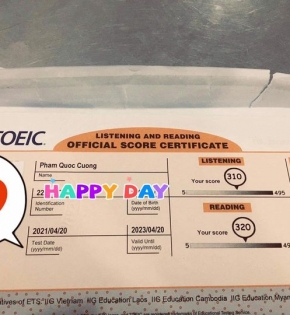 TOEIC.
LISTENING AND READING
OFFICIAL SCORE CERTIFICATE
Pham Quoc Cuong
Name
LISTENING
Your score
310
5
495
22
HAPPY DAY
Identification
Number
Date of Birth
(yyyy/mm/dd)
READING
2021/04/20
2023/04/20
Your score
320
Test Date
(yyyy/mm/dd)
Valid Until
(yyyy/mm/dd)
5
of ETS. IIG Vietnam IIG Education Laos, IIG Education Cambodia IIG Education Myan